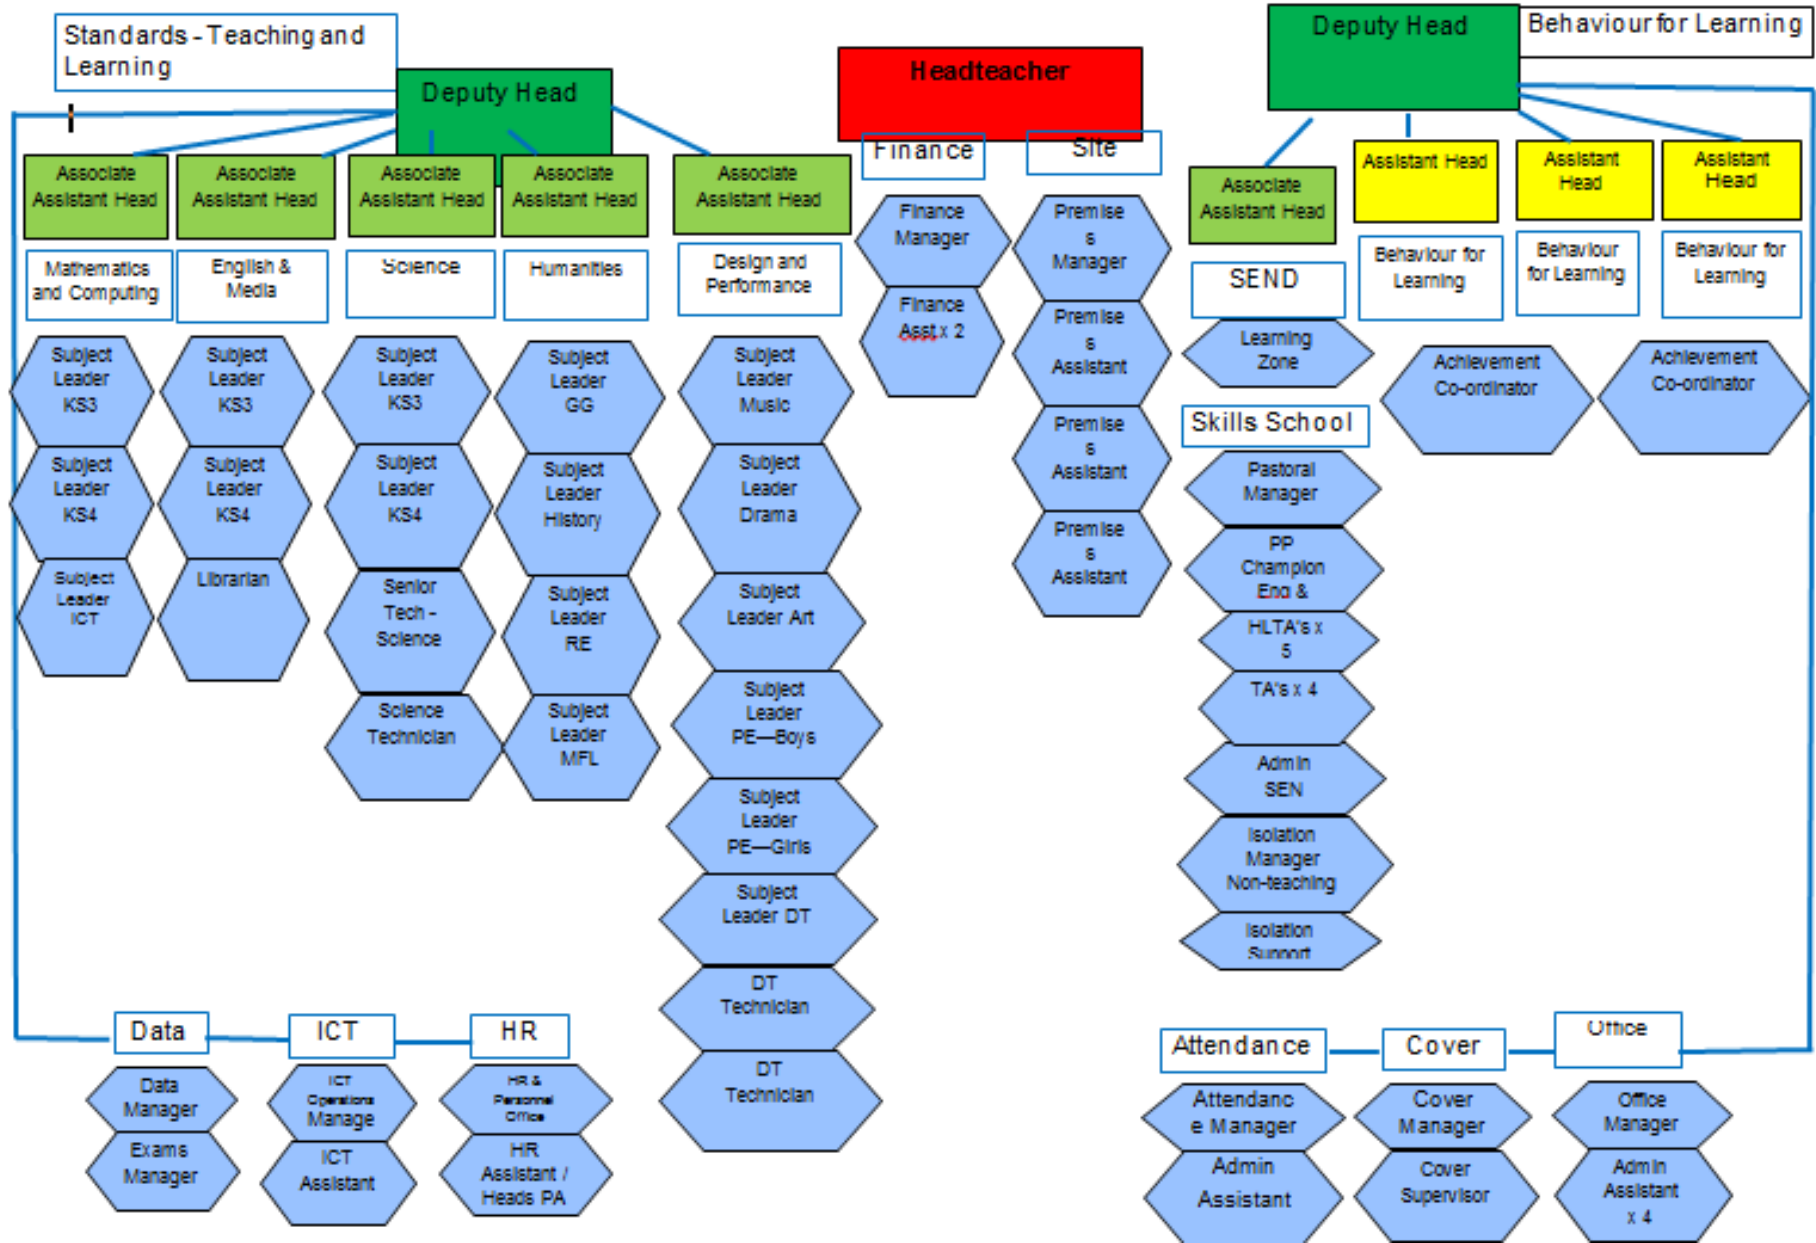 Standards - Teaching and
Learning
Deputy Head
Headteacher
Deputy Head
Behaviour for Learning
Finance
Site
Associate
Assistant Head
Associate
Assistant Head
Associate
Assistant Head
Associate
Assistant Head
Associate
Assistant Head
Associate
Assistant Head
Assistant Head
Assistant
Head
Assistant
Head
Mathematics
and Computing
English &
Media
Science
Humanities
Design and
Performance
SEND
Behaviour for
Learning
Behaviour
for Learning
Behaviour for
Learning
Subject
Leader
KS3
Subject
Leader
KS4
Subject
Leader
ICT
Subject
Leader
KS3
Subject
Leader
KS4
Librarian
Subject
Leader
KS3
Subject
Leader
KS4
Senior
Tech -
Science
Science
Technician
Subject
Leader
GG
Subject
Leader
History
Subject
Leader
RE
Subject
Leader
MFL
Subject
Leader
Music
Subject
Leader
Drama
Subject
Leader Art
Subject
Leader
PE—Boys
Subject
Leader
PE—Girls
Subject
Leader DT
DT
Technician
DT
Technician
Finance
Manager
Finance
Asst x 2
Premise
s
Manager
Premise
s
Assistant
Premise
s
Assistant
Premise
s
Assistant
Learning
Zone
Skills School
Pastoral
Manager
PP
Champion
Eng &
HLTA's x
5
TA's x 4
Admin
SEN
Isolation
Manager
Non-teaching
Isolation
Support
Achievement
Co-ordinator
Achievement
Co-ordinator
Data
ICT
HR
Data
Manager
Exams
Manager
ICT
Operations
Manage
ICT
Assistant
HR &
Personnel
Office
HR
Assistant /
Heads PA
Attendance
Cover
Office
Attendanc
e Manager
Admin
Assistant
Cover
Manager
Cover
Supervisor
Office
Manager
Admin
Assistant
x 4